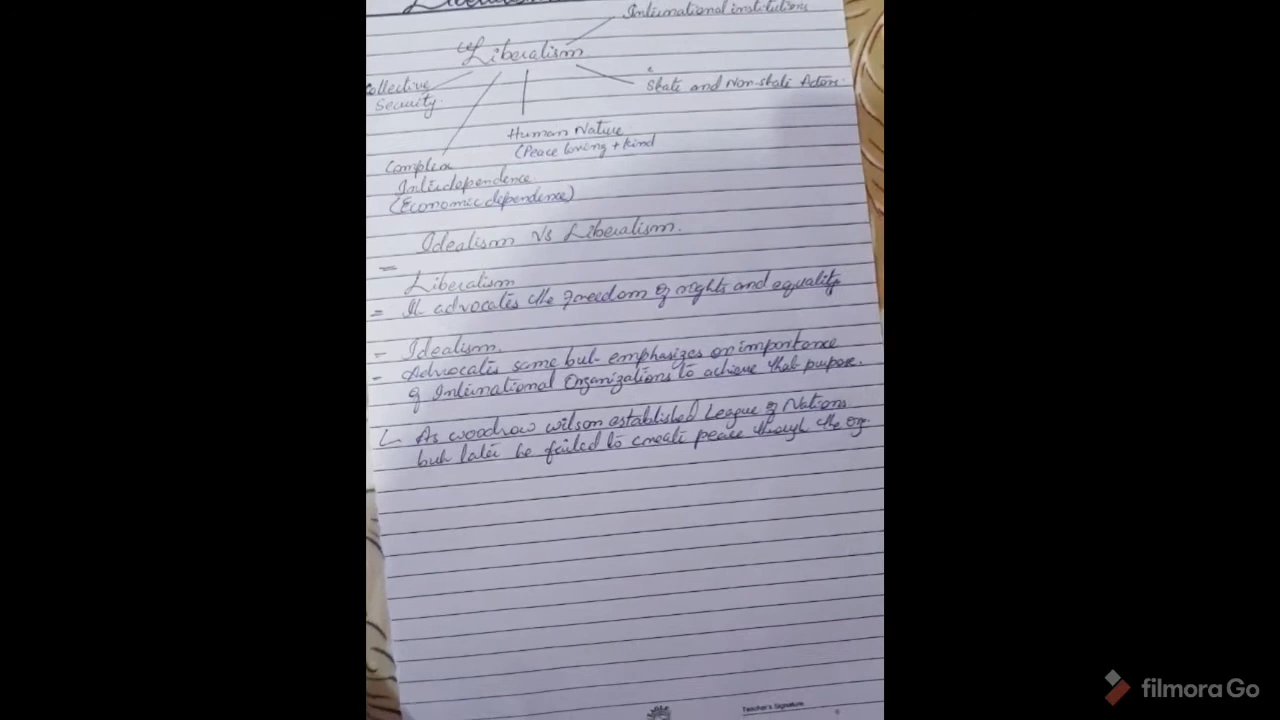 Liberalism
International institutions
Liberalism
Collective
Security
State and Non-state Actors
Human Nature
(Peace loving + kind
Complex
Interdependence
(Economic dependence)
Idealism Vs Liberalism.
=
Liberalism
= It advocates the freedom of rights and equality
- Idealism.
- Advocates same but emphasizes on importance
of International Organizations to achieve that purpose.
As woodrow wilson established League of Nations
but later he failed to create peace through the org.
Teacher's Signature
filmora Go